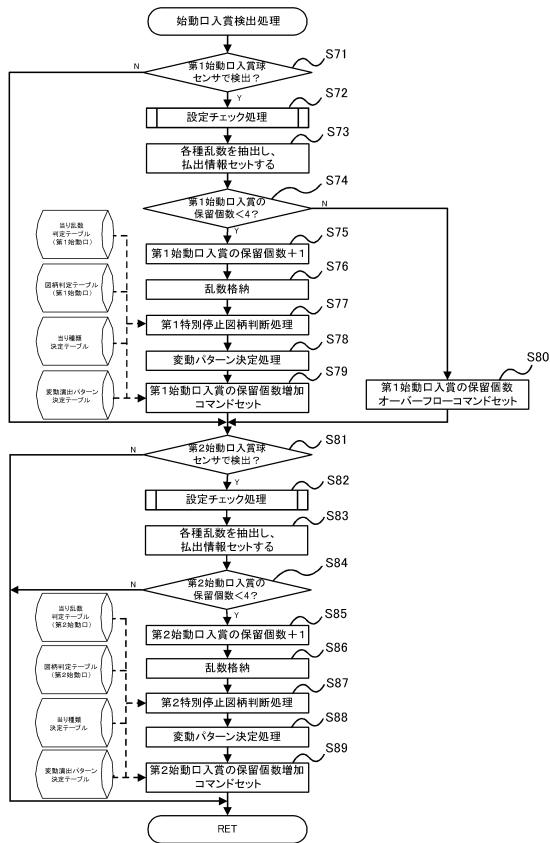 始動口入賞検出処理
S71
第1始動口入賞球
センサで検出？
N
Y
S72
設定チェック処理
S73
各種乱数を抽出し、
払出情報セットする
S74
第1始動口入賞の
保留個数<4？
N
Y
S75
第1始動口入賞の保留個数+1
当り乱数
判定テーブル
(第1始動口)
S76
乱数格納
図柄判定テーブル
(第1始動口)
S77
第1特別停止図柄判断処理
当り種類
決定テーブル
S78
変動パターン決定処理
S79
第1始動口入賞の保留個数増加
コマンドセット
変動演出パターン
決定テーブル
S80
第1始動口入賞の保留個数
オーバーフローコマンドセット
S81
第2始動口入賞球
センサで検出？
N
Y
S82
設定チェック処理
S83
各種乱数を抽出し、
払出情報セットする
S84
第2始動口入賞の
保留個数<4？
N
Y
S85
第2始動口入賞の保留個数+1
当り乱数
判定テーブル
(第2始動口)
S86
乱数格納
図柄判定テーブル
(第2始動口)
S87
第2特別停止図柄判断処理
当り種類
決定テーブル
S88
変動パターン決定処理
S89
第2始動口入賞の保留個数増加
コマンドセット
変動演出パターン
決定テーブル
RET